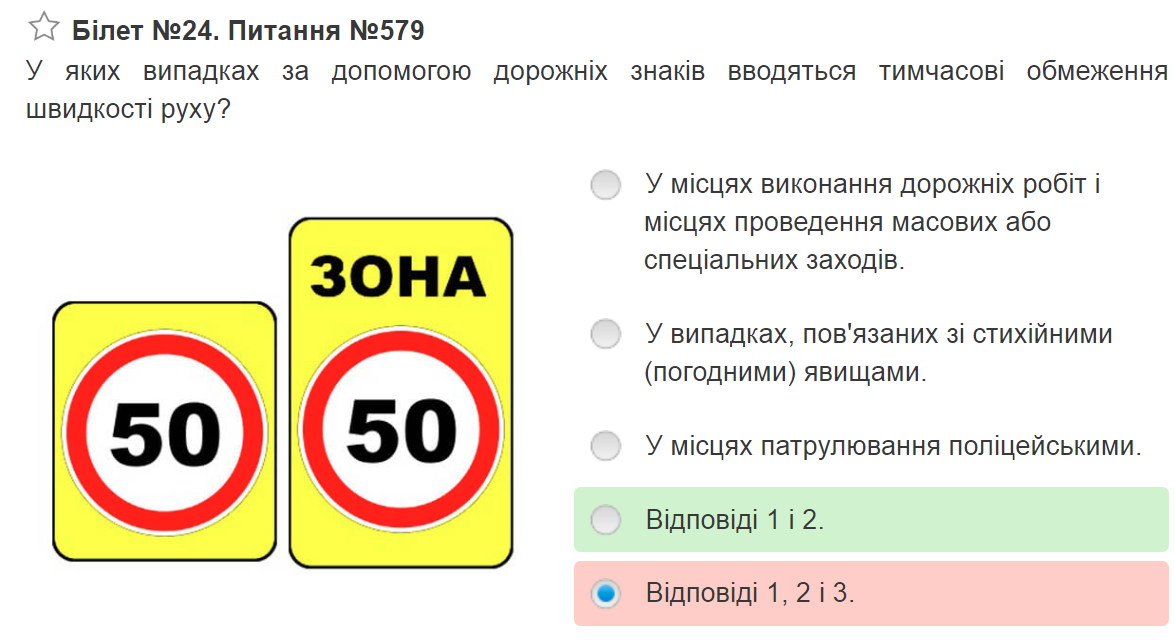 Білет №24. Питання №579
У яких випадках за допомогою дорожніх знаків вводяться тимчасові обмеження
швидкості руху?
У місцях виконання дорожніх робіт і
місцях проведення масових або
спеціальних заходів.
ЗОНА
50
50
У випадках, пов'язаних зі стихійними
(погодними) явищами.
У місцях патрулювання поліцейськими.
Відповіді 1 і 2.
Відповіді 1, 2 і 3.